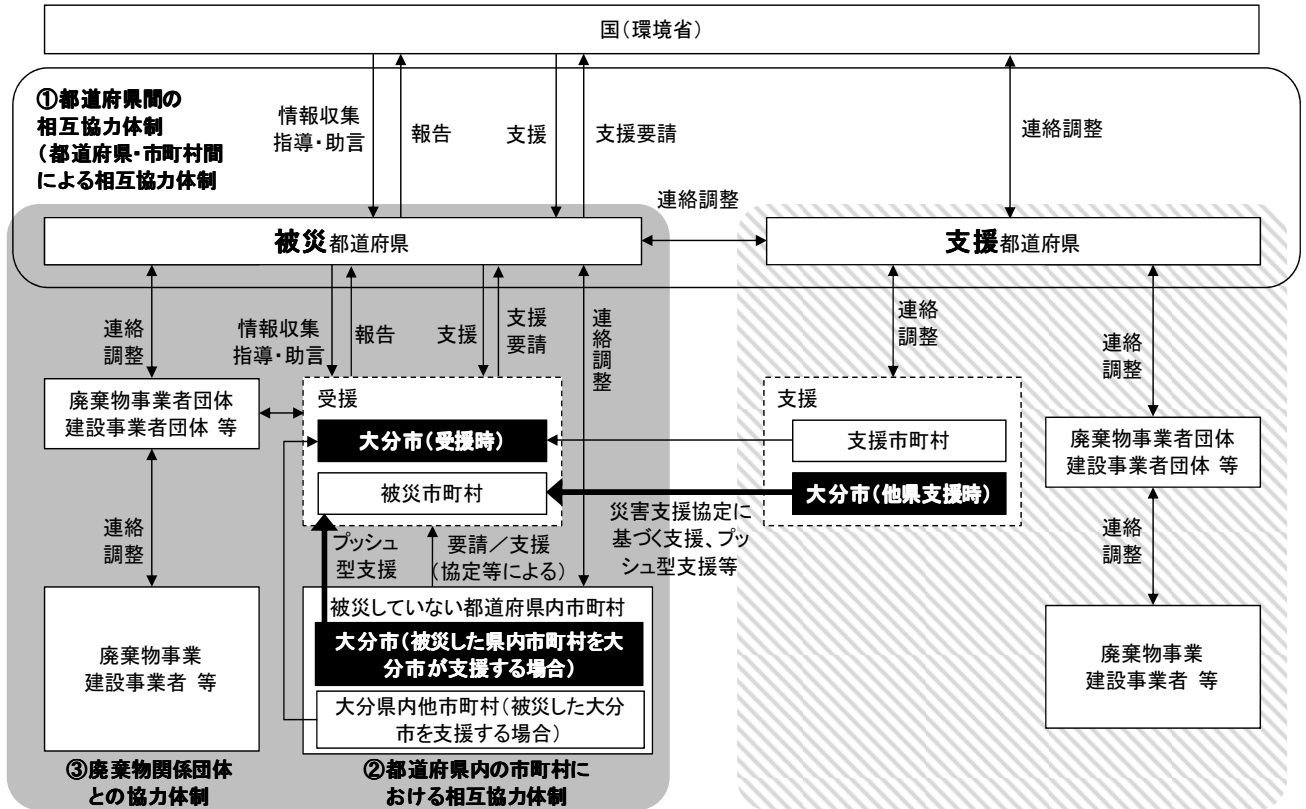 国(環境省)
①都道府県間の
相互協力体制
(都道府県・市町村間
による相互協力体制
情報収集
指導・助言
報告
支援
支援要請
連絡調整
連絡調整
被災都道府県
支援都道府県
連絡
調整
情報収集
指導・助言
報告
支援
支援
要請
連絡調整
連絡
調整
連絡
調整
廃棄物事業者団体
建設事業者団体 等
受援
大分市(受援時)
被災市町村
支援
支援市町村
大分市(他県支援時)
廃棄物事業者団体
建設事業者団体 等
連絡
調整
プッシュ
型支援
要請/支援
(協定等による)
災害支援協定に
基づく支援、プッ
シュ型支援等
連絡
調整
廃棄物事業
建設事業者 等
被災していない都道府県内市町村
大分市(被災した県内市町村を大
分市が支援する場合)
大分県内他市町村(被災した大分
市を支援する場合)
廃棄物事業
建設事業者 等
③廃棄物関係団体
との協力体制
②都道府県内の市町村に
おける相互協力体制